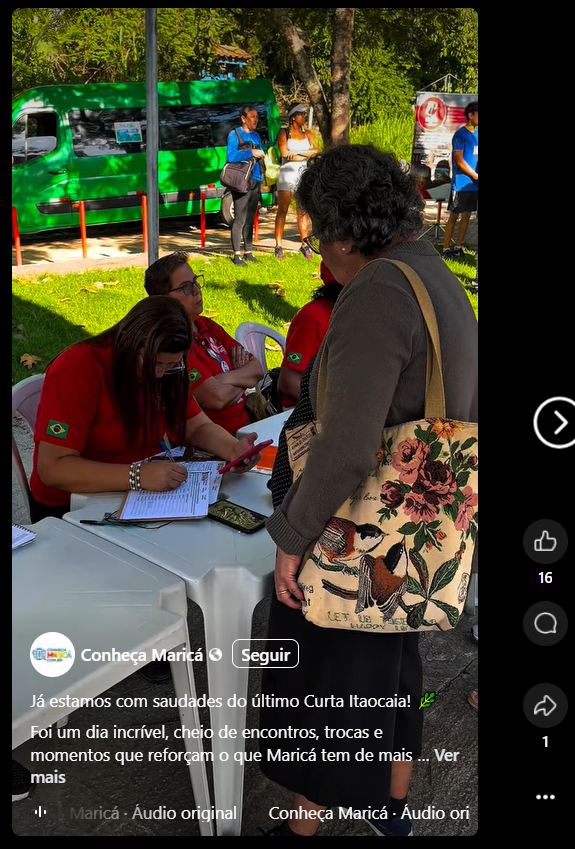 Conheça Maricá
Seguir
Já estamos com saudades do último Curta Itaocaia! 🌿
Foi um dia incrível, cheio de encontros, trocas e
momentos que reforçam o que Maricá tem de mais ... Ver
mais
Maricá · Áudio original Conheça Maricá · Áudio ori
16
1